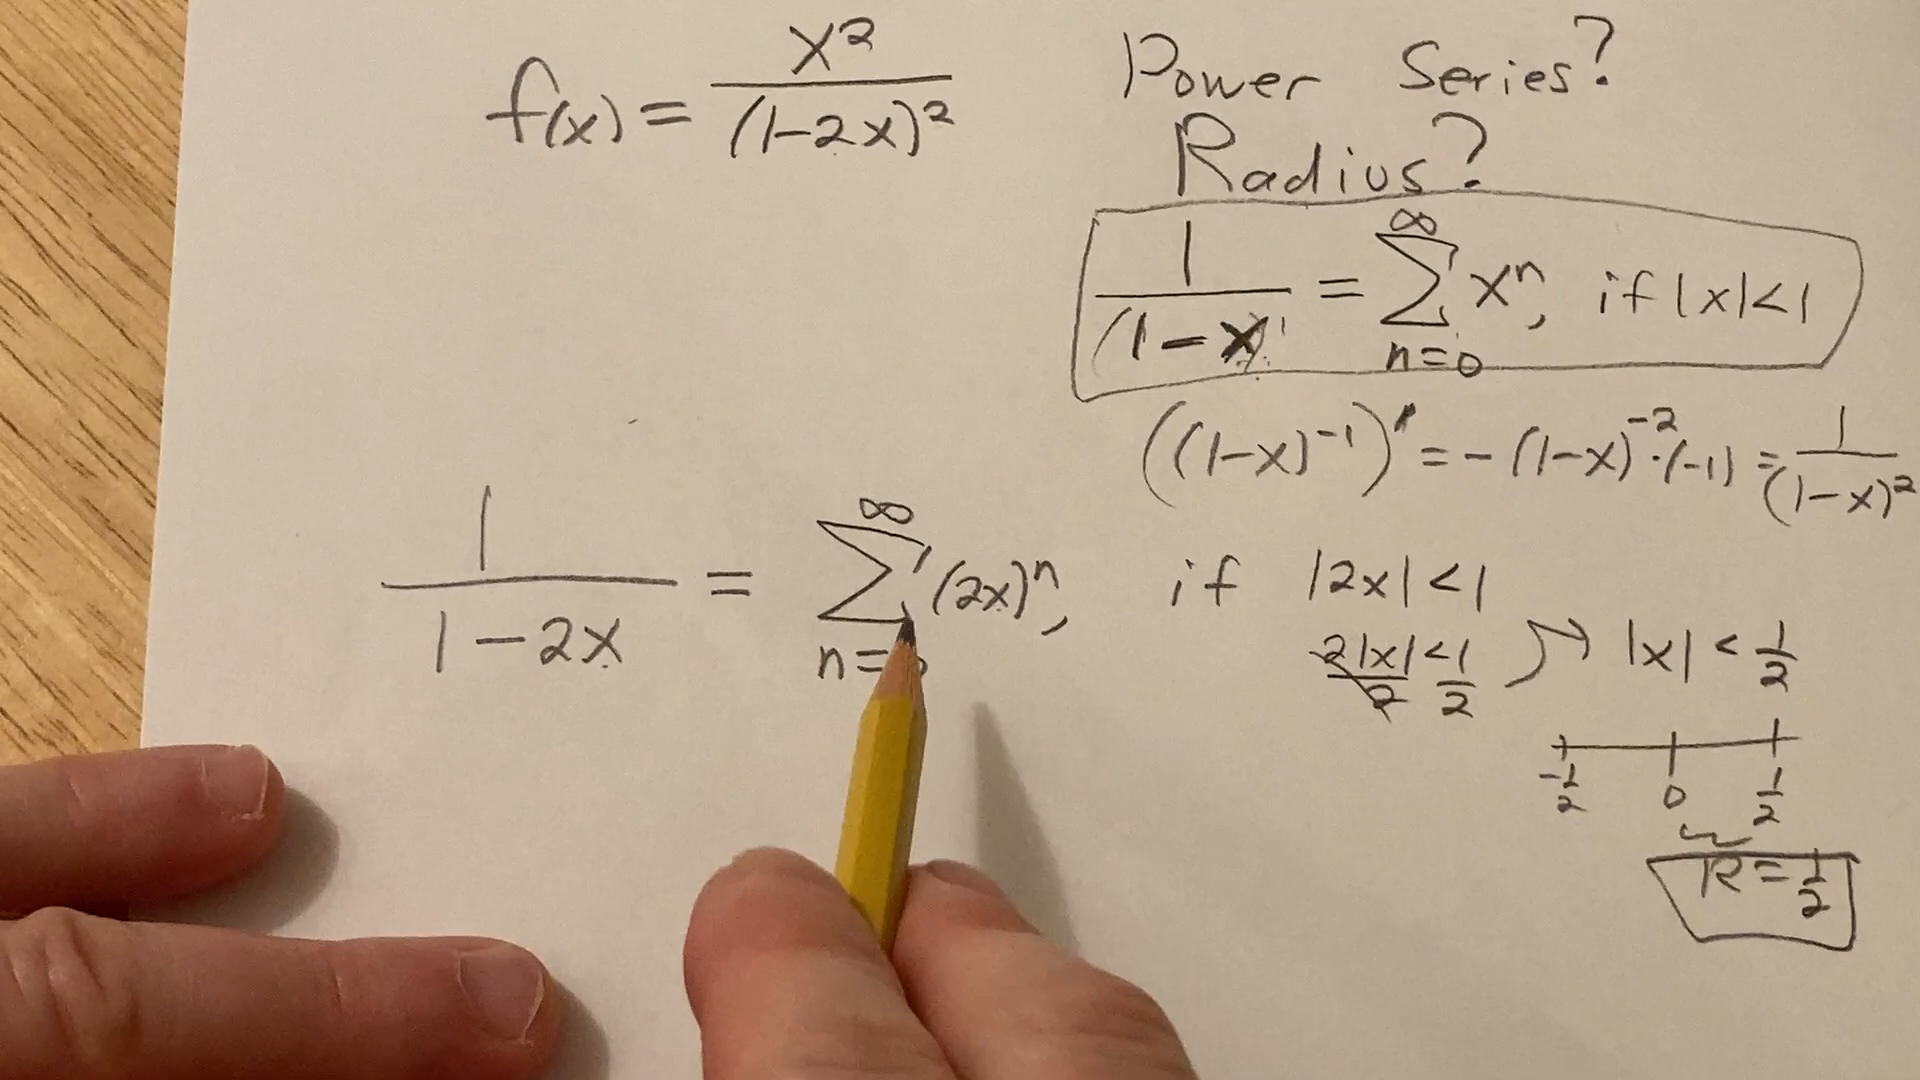 f(x) = x² / (1-2x)²
Power Series?
Radius?
1 / (1-x)¹ = ∞ Σ n=0 xⁿ, if |x|<1
((1-x)⁻¹)' = -(1-x)⁻²·(-1) = 1 / (1-x)²
1 / 1-2x = ∞ Σ n= (2x)ⁿ, if |2x|<1
2|x| / 2 < 1 / 2 → |x| < 1/2
-1/2 0 1/2
R = 1/2